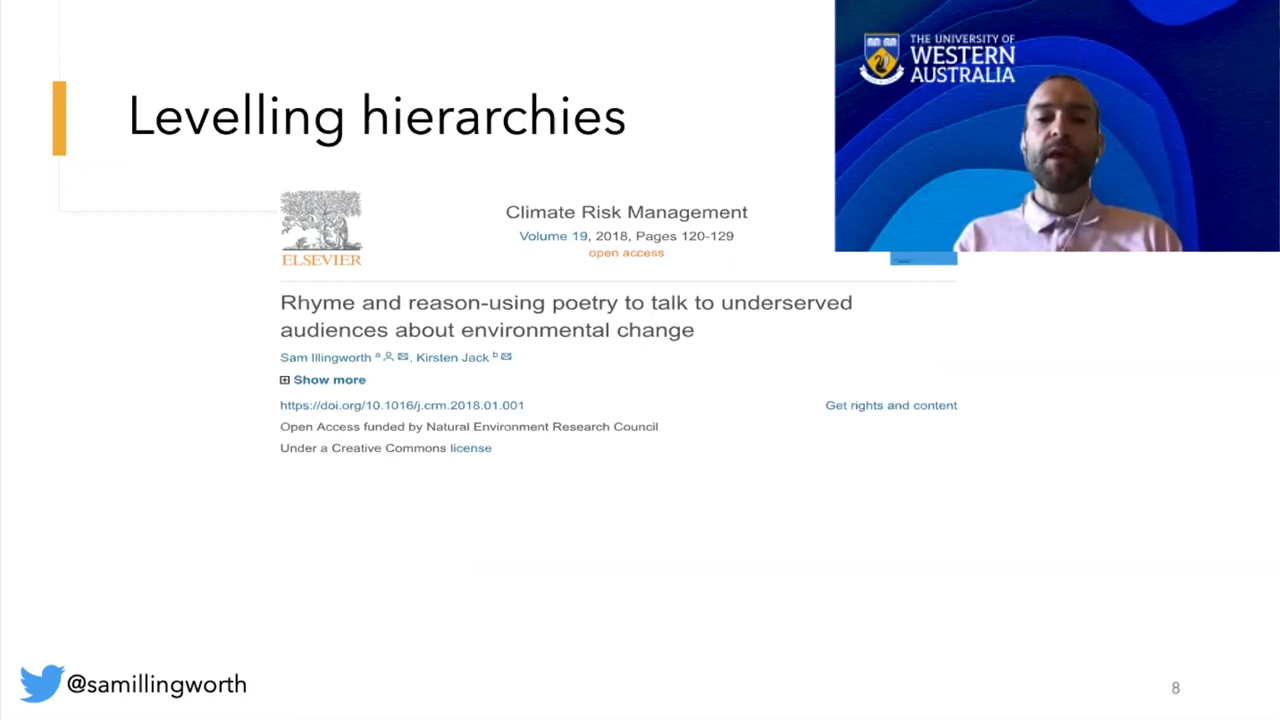 Levelling hierarchies
THE UNIVERSITY OF
WESTERN
AUSTRALIA
ELSEVIER
Climate Risk Management
Volume 19, 2018, Pages 120-129
open access
Rhyme and reason-using poetry to talk to underserved
audiences about environmental change
Sam Illingworth a, Kirsten Jack b
Show more
https://doi.org/10.1016/j.crm.2018.01.001
Get rights and content
Open Access funded by Natural Environment Research Council
Under a Creative Commons license
@samillingworth
8